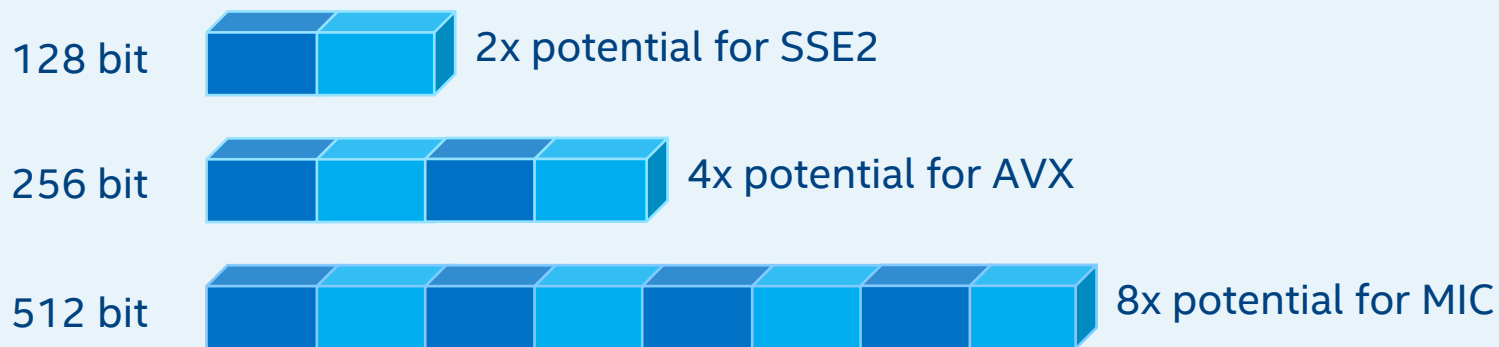 128 bit
2x potential for SSE2
256 bit
4x potential for AVX
512 bit
8x potential for MIC